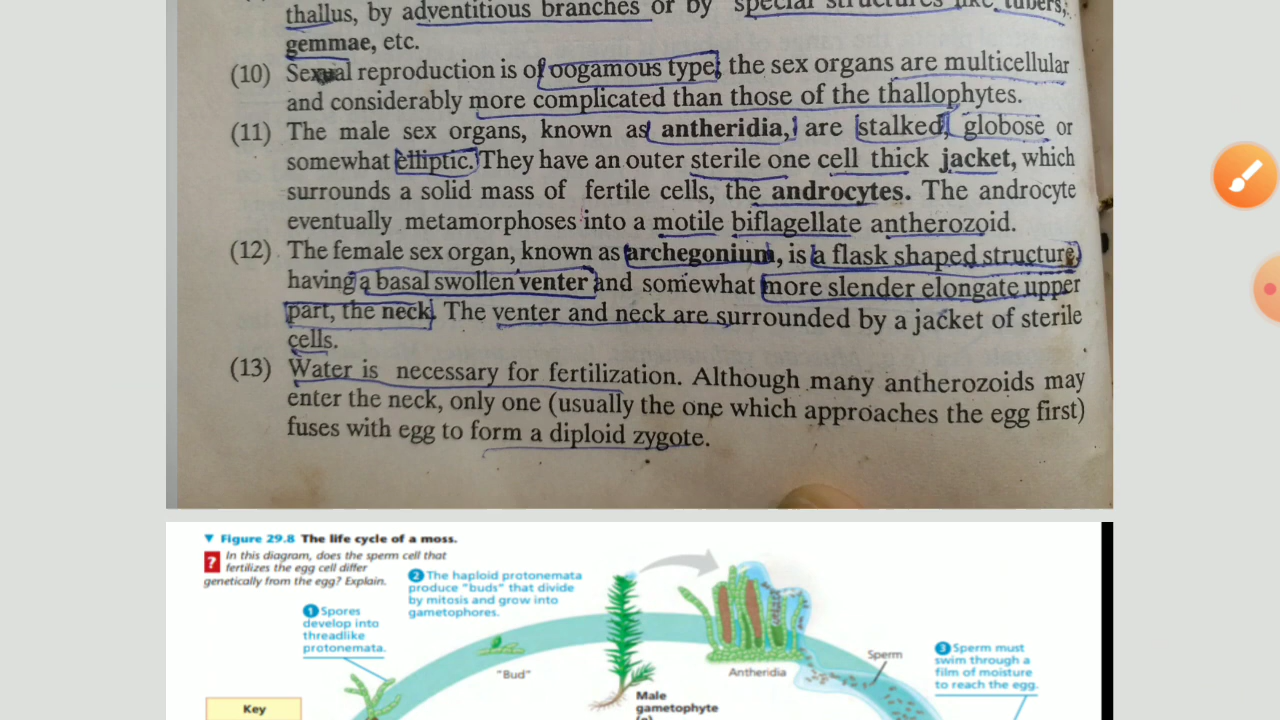 thallus, by adventitious branches or by special structures like tubers,
gemmae, etc.
(10) Sexual reproduction is of oogamous type, the sex organs are multicellular
and considerably more complicated than those of the thallophytes.
(11) The male sex organs, known as antheridia, are stalked, globose or
somewhat elliptic. They have an outer sterile one cell thick jacket, which
surrounds a solid mass of fertile cells, the androcytes. The androcyte
eventually metamorphoses into a motile biflagellate antherozoid.
(12) The female sex organ, known as archegonium, is a flask shaped structure
having a basal swollen venter and somewhat more slender elongate upper
part, the neck. The venter and neck are surrounded by a jacket of sterile
cells.
(13) Water is necessary for fertilization. Although many antherozoids may
enter the neck, only one (usually the one which approaches the egg first)
fuses with egg to form a diploid zygote.
▼ Figure 29.8 The life cycle of a moss.
? In this diagram, does the sperm cell that
fertilizes the egg cell differ
genetically from the egg? Explain.
2 The haploid protonemata
produce "buds" that divide
by mitosis and grow into
gametophores.
1 Spores
develop into
threadlike
protonemata.
"Bud"
Antheridia
Sperm
3 Sperm must
swim through a
film of moisture
to reach the egg.
Male
gametophyte
Key